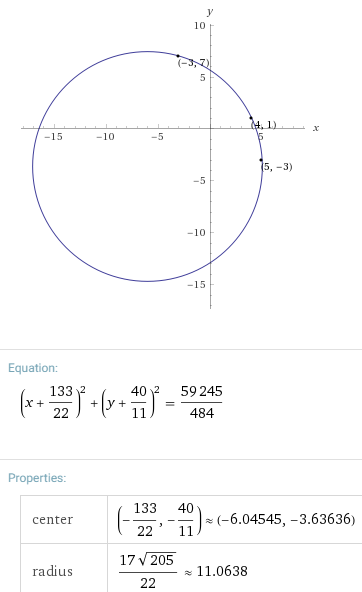 y
10
(−3, 7)
5
(4, 1)
x
−15 −10 −5 5
(5, −3)
−5
−10
−15
Equation:
(x + 133/22)² + (y + 40/11)² = 59 245/484
Properties:
center (−133/22, −40/11) ≈ (−6.04545, −3.63636)
radius 17√205/22 ≈ 11.0638